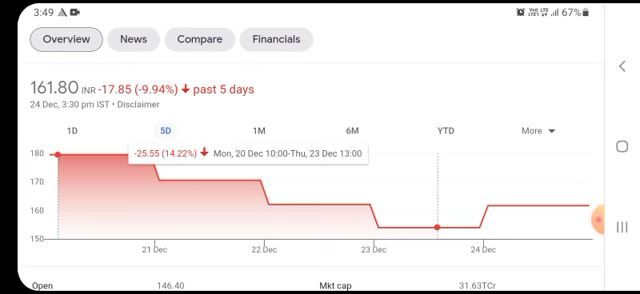 3:49 67%
Overview News Compare Financials
161.80 INR -17.85 (-9.94%) past 5 days
24 Dec, 3:30 pm IST • Disclaimer
1D 5D 1M 6M YTD More
-25.55 (14.22%) Mon, 20 Dec 10:00-Thu, 23 Dec 13:00
180
170
160
150
21 Dec 22 Dec 23 Dec 24 Dec
Open 146.40 Mkt cap 31.63TCr